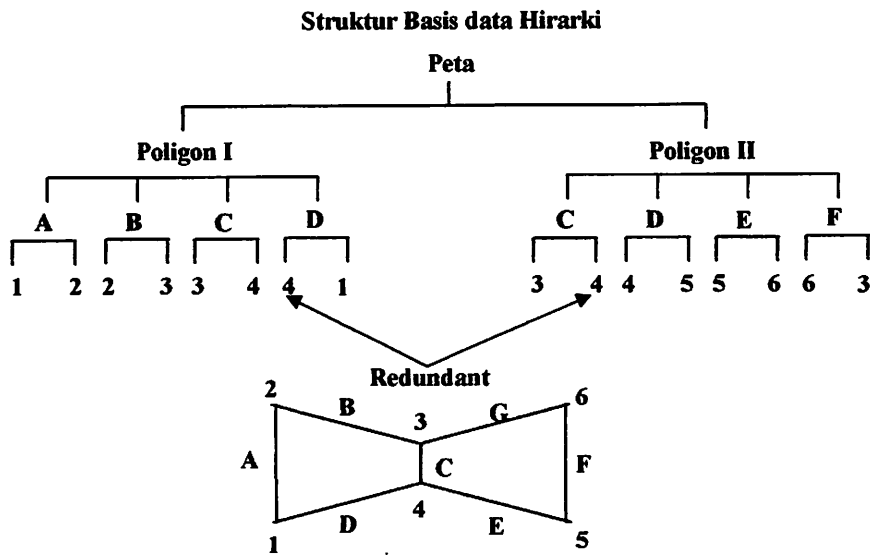 Struktur Basis data Hirarki
Peta
Poligon I Poligon II
A B C D C D E F
1 2 2 3 3 4 4 1 3 4 4 5 5 6 6 3
Redundant
2 6
B 3 G
A C F
4
D E
1 5